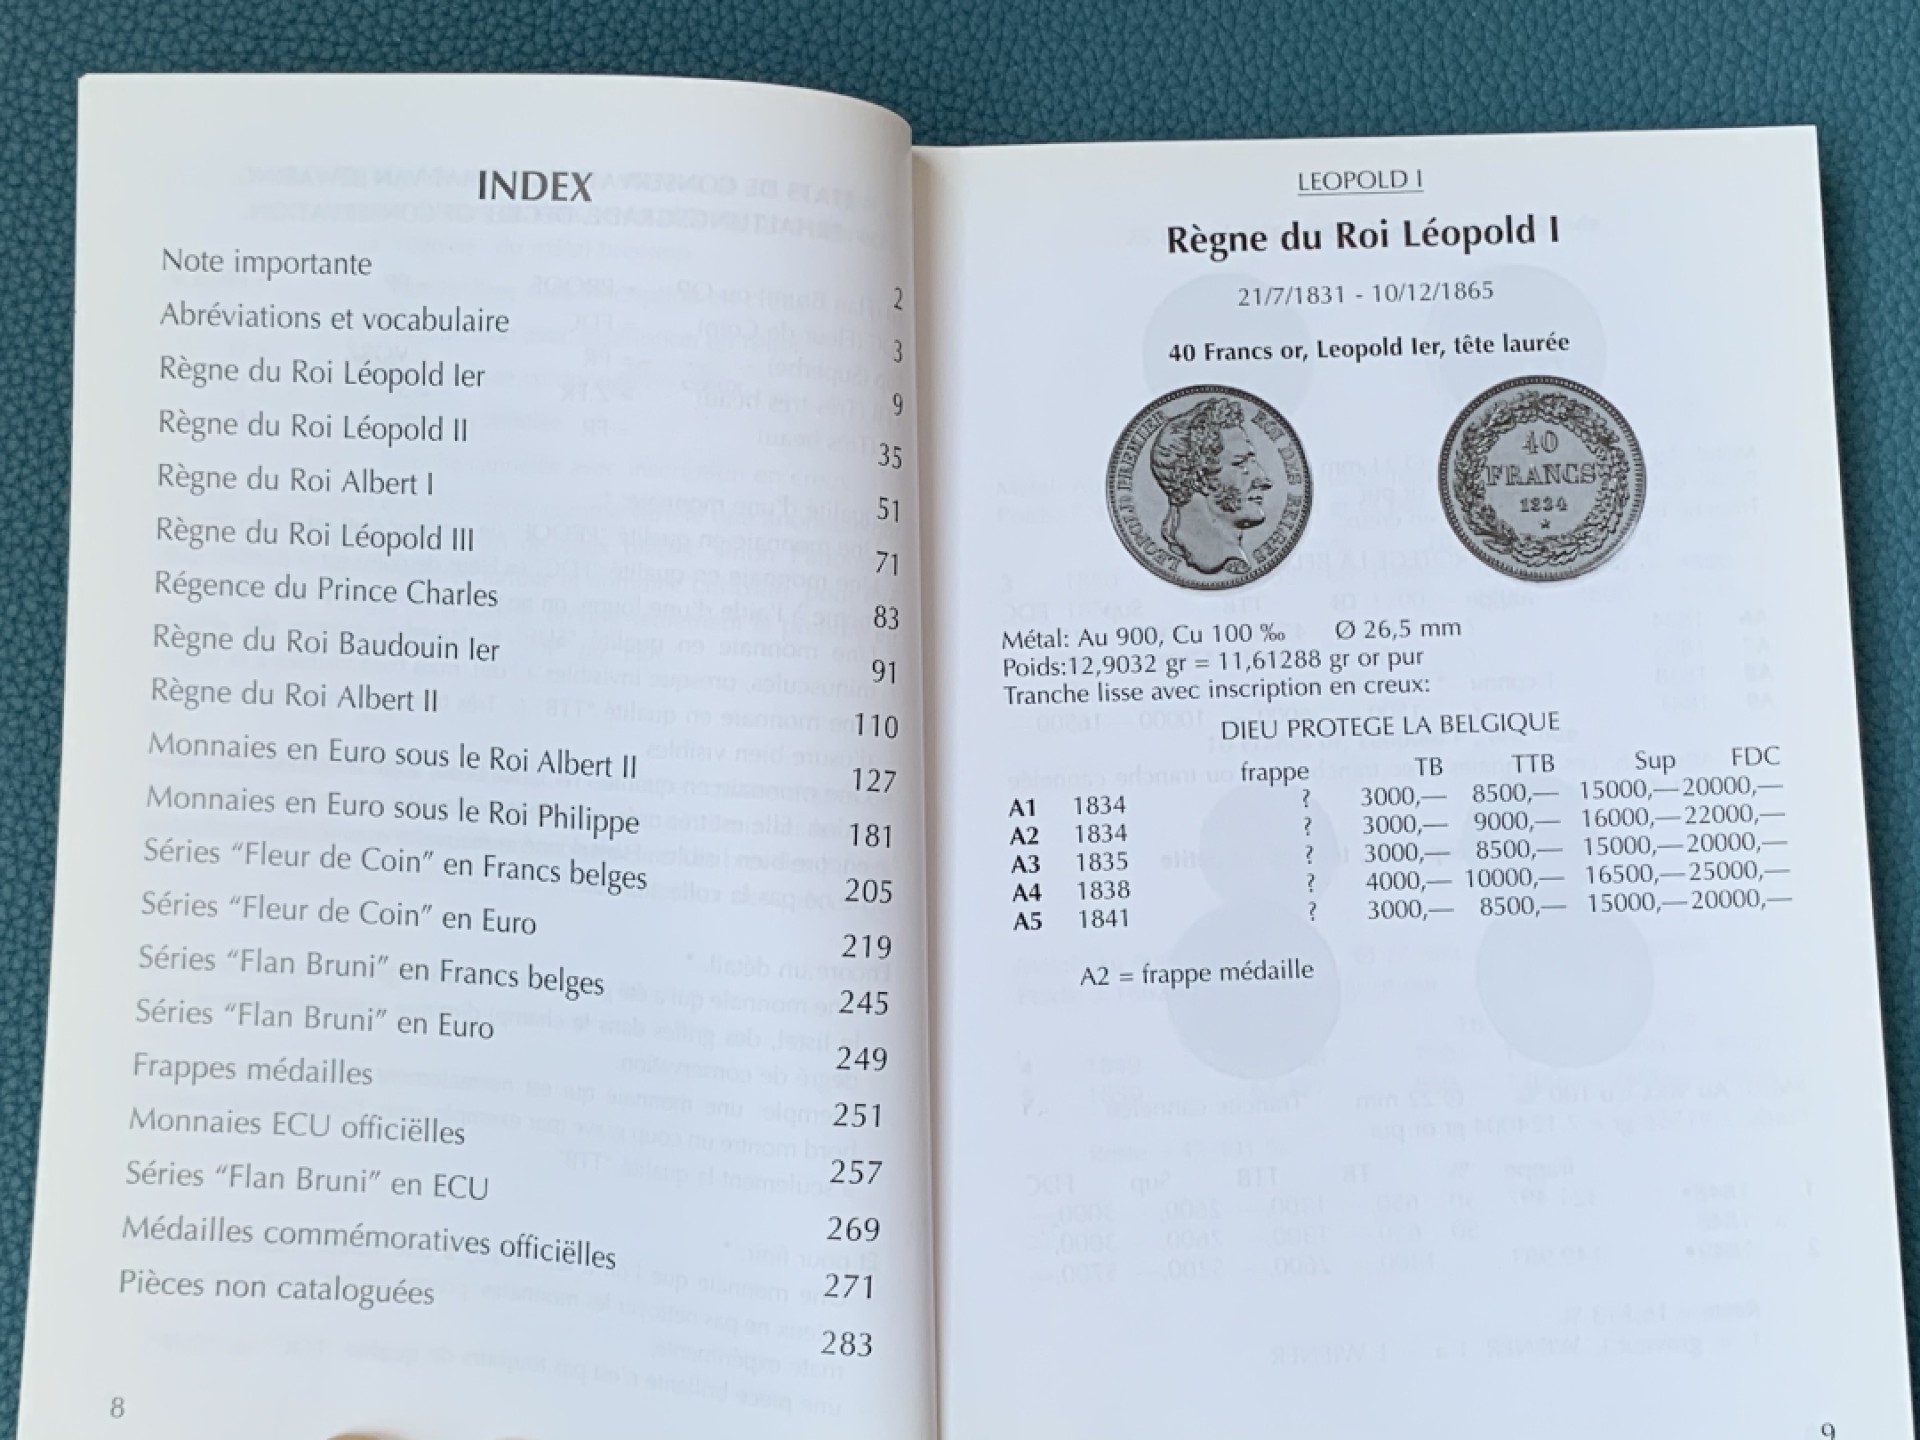 INDEX
Note importante 2
Abréviations et vocabulaire 3
Règne du Roi Léopold Ier 9
Règne du Roi Léopold II 35
Règne du Roi Albert I 51
Règne du Roi Léopold III 71
Régence du Prince Charles 83
Règne du Roi Baudouin Ier 91
Règne du Roi Albert II 110
Monnaies en Euro sous le Roi Albert II 127
Monnaies en Euro sous le Roi Philippe 181
Séries “Fleur de Coin” en Francs belges 205
Séries “Fleur de Coin” en Euro 219
Séries “Flan Bruni” en Francs belges 245
Séries “Flan Bruni” en Euro 249
Frappes médailles 251
Monnaies ECU officiëlles 257
Séries “Flan Bruni” en ECU 269
Médailles commémoratives officiëlles 271
Pièces non cataloguées 283
8
LEOPOLD I
Règne du Roi Léopold I
21/7/1831 - 10/12/1865
40 Francs or, Leopold Ier, tête laurée
LEOPOLD PREMIER ROI DES BELGES
40
FRANCS
1834
Métal: Au 900, Cu 100 ‰ Ø 26,5 mm
Poids:12,9032 gr = 11,61288 gr or pur
Tranche lisse avec inscription en creux:
DIEU PROTEGE LA BELGIQUE
frappe TB TTB Sup FDC
A1 1834 ? 3000,— 8500,— 15000,— 20000,—
A2 1834 ? 3000,— 9000,— 16000,— 22000,—
A3 1835 ? 3000,— 8500,— 15000,— 20000,—
A4 1838 ? 4000,— 10000,— 16500,— 25000,—
A5 1841 ? 3000,— 8500,— 15000,— 20000,—
A2 = frappe médaille
9